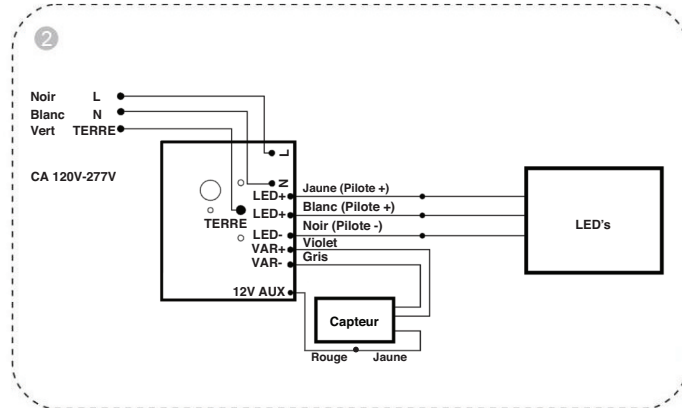 2
Noir L
Blanc N
Vert TERRE
CA 120V-277V
L
N
LED+
LED+
TERRE
LED-
VAR+
VAR-
12V AUX
Jaune (Pilote +)
Blanc (Pilote +)
Noir (Pilote -)
Violet
Gris
LED's
Capteur
Rouge Jaune